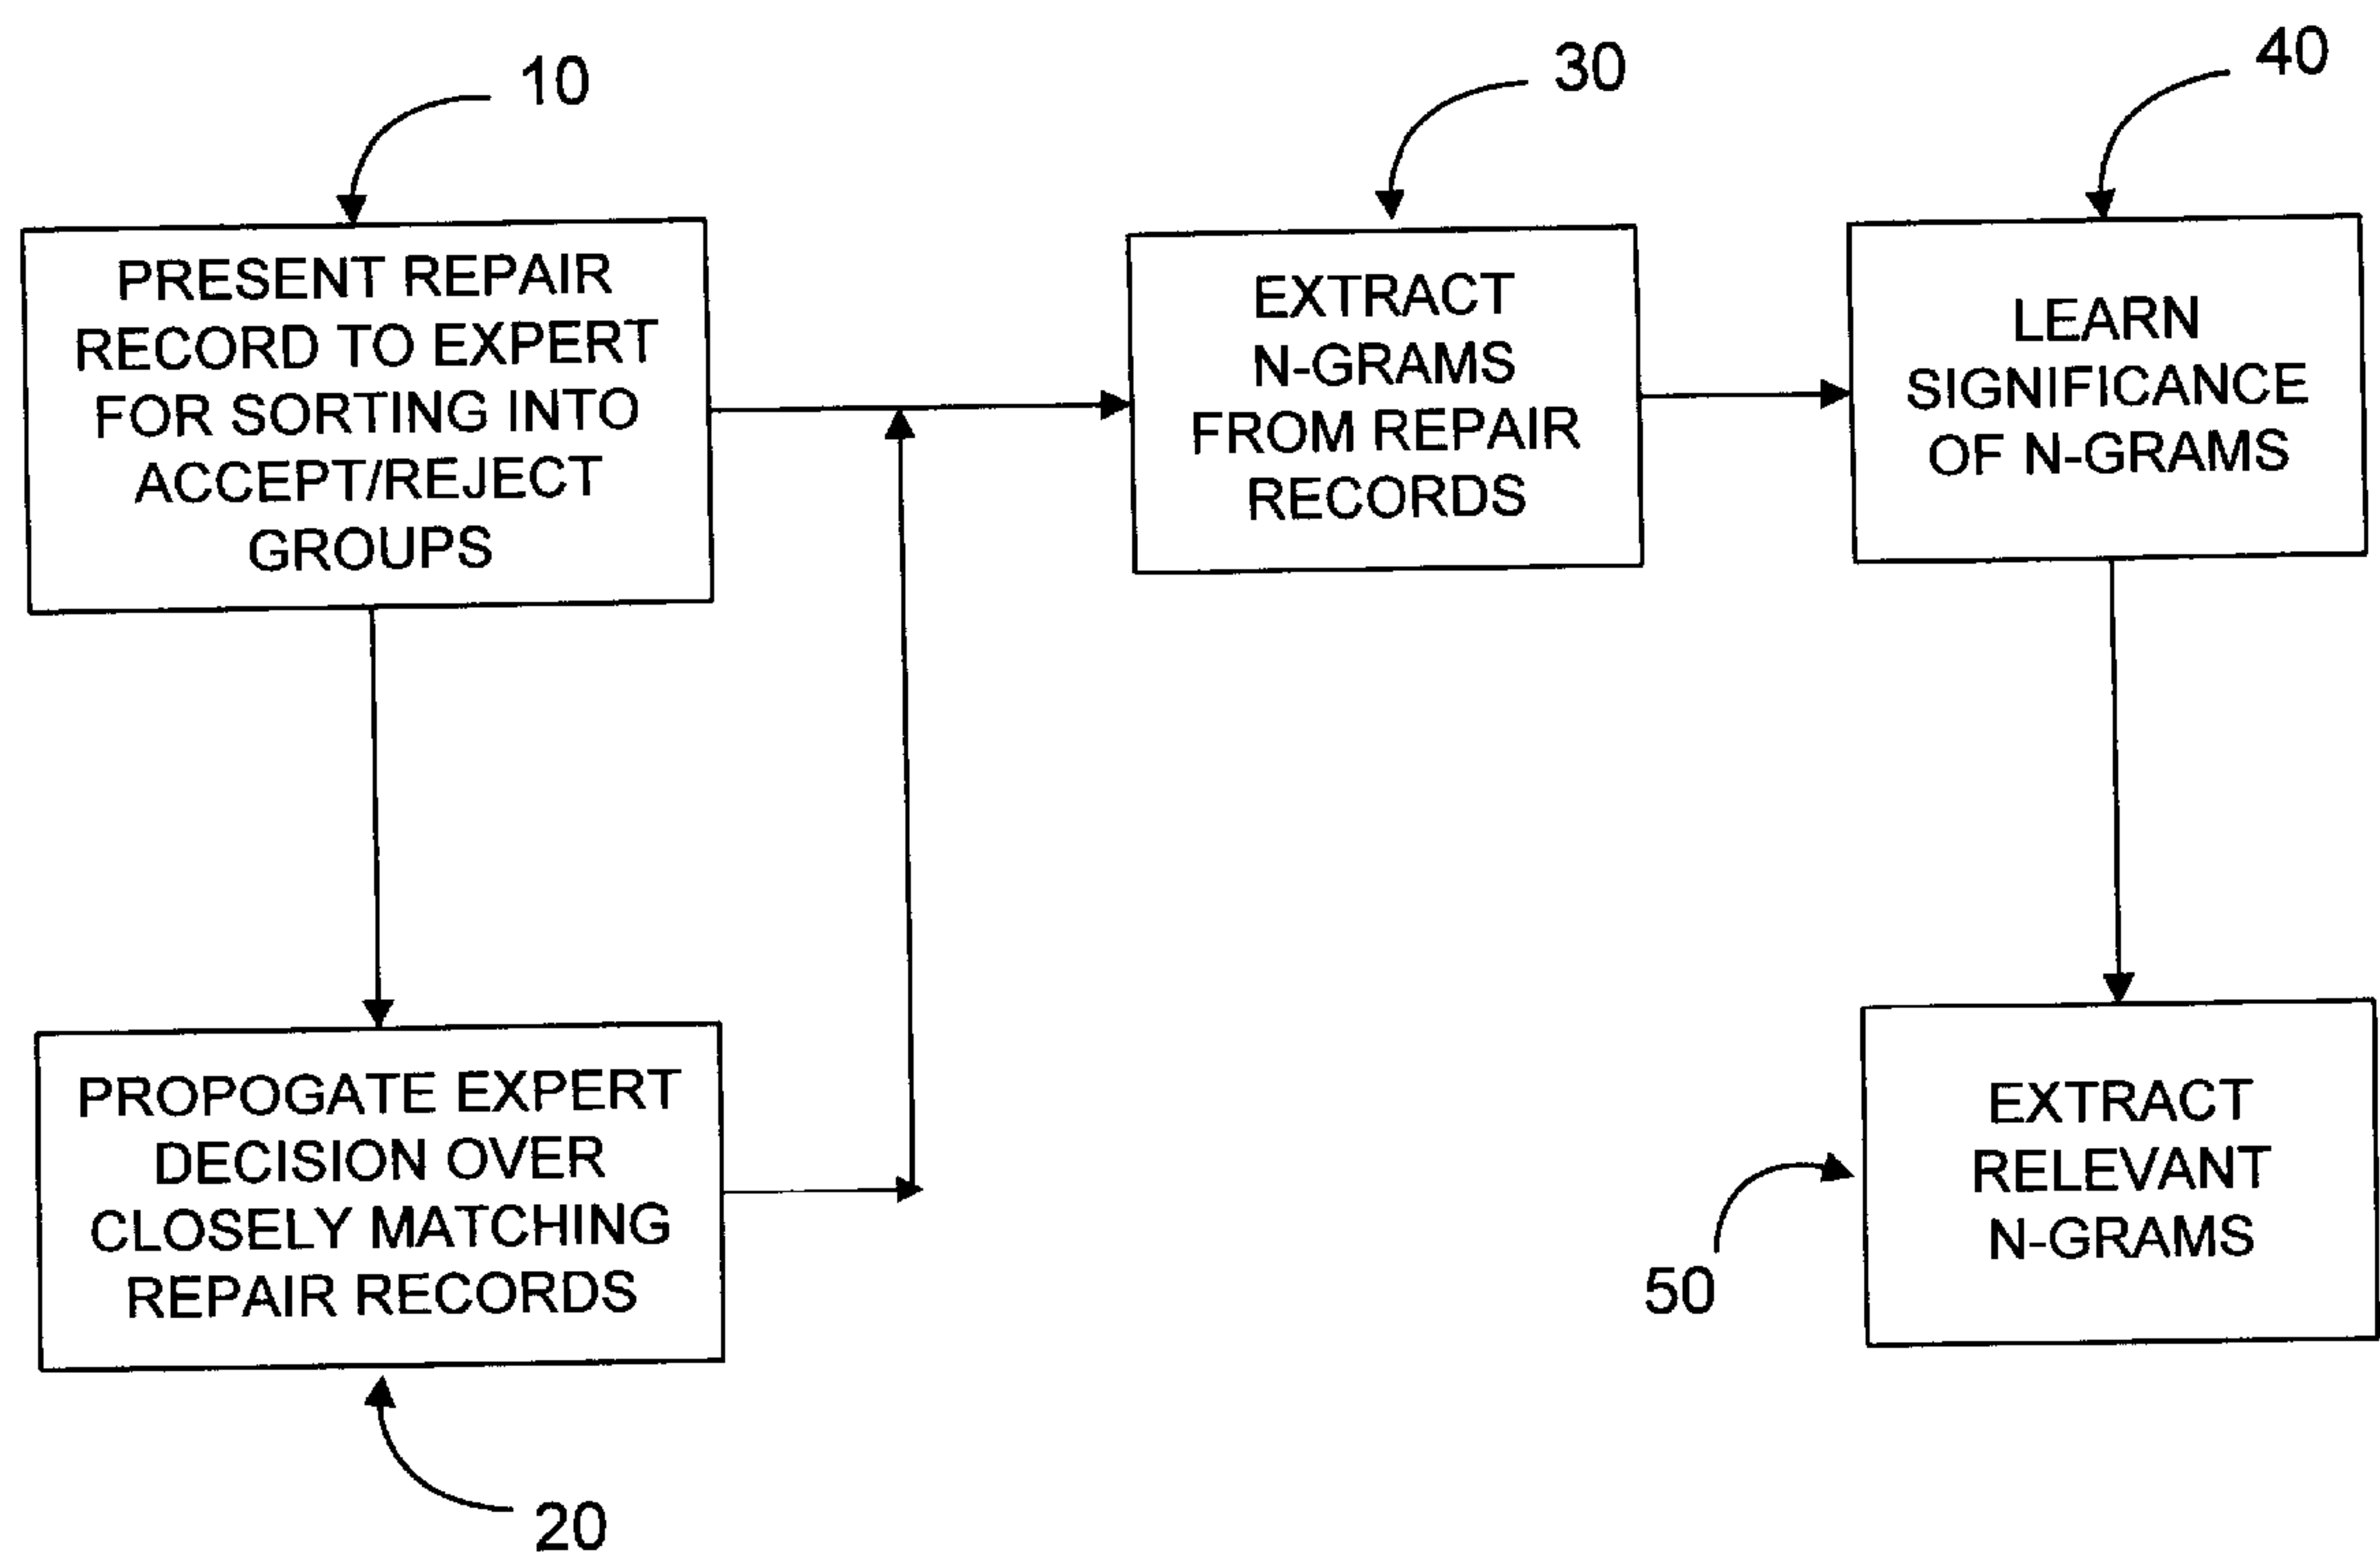 10
PRESENT REPAIR
RECORD TO EXPERT
FOR SORTING INTO
ACCEPT/REJECT
GROUPS
30
EXTRACT
N-GRAMS
FROM REPAIR
RECORDS
40
LEARN
SIGNIFICANCE
OF N-GRAMS
PROPOGATE EXPERT
DECISION OVER
CLOSELY MATCHING
REPAIR RECORDS
20
50
EXTRACT
RELEVANT
N-GRAMS